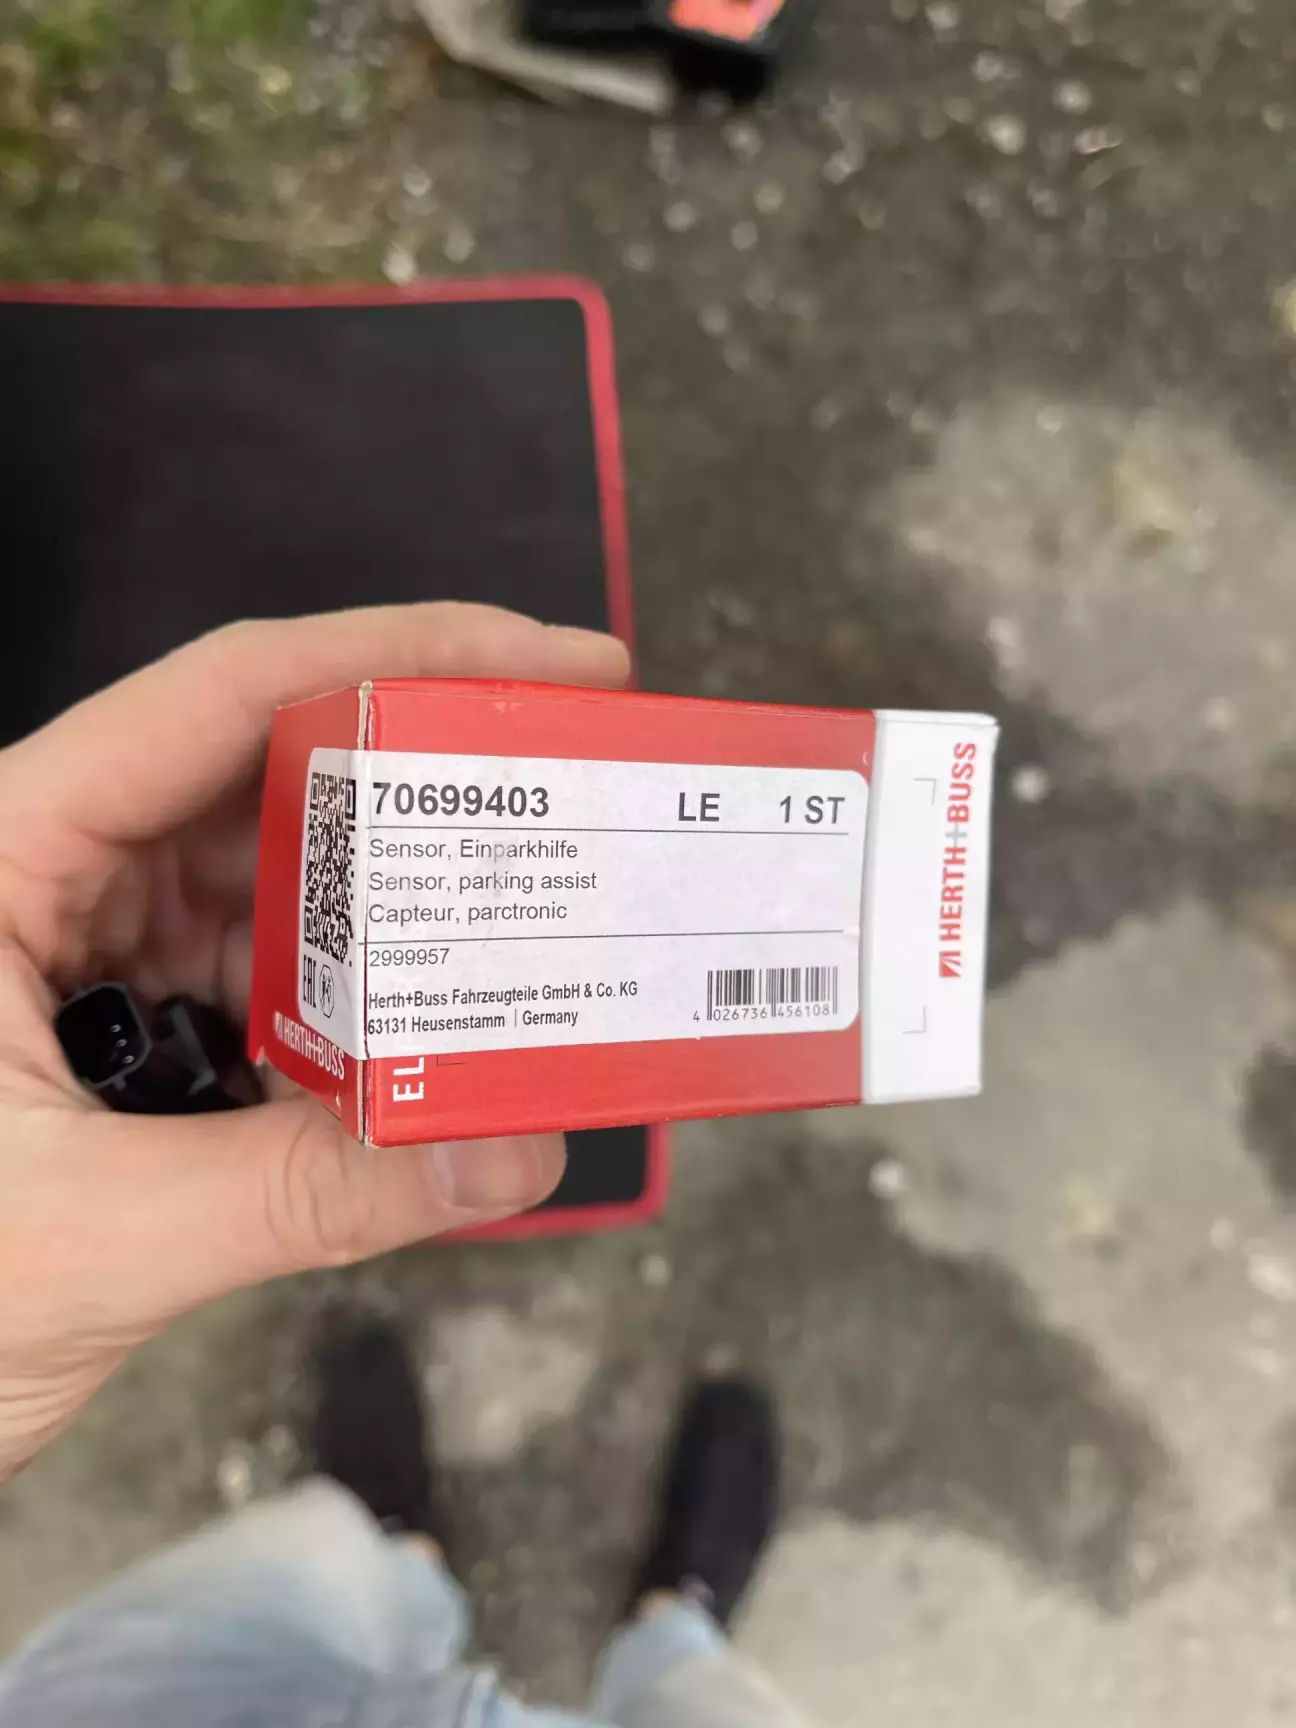 70699403 LE 1 ST
Sensor, Einparkhilfe
Sensor, parking assist
Capteur, parctronic
2999957
Herth+Buss Fahrzeugteile GmbH & Co. KG
63131 Heusenstamm | Germany
4 026736 456108
EAC
HERTH+BUSS
EL
HERTH+BUSS